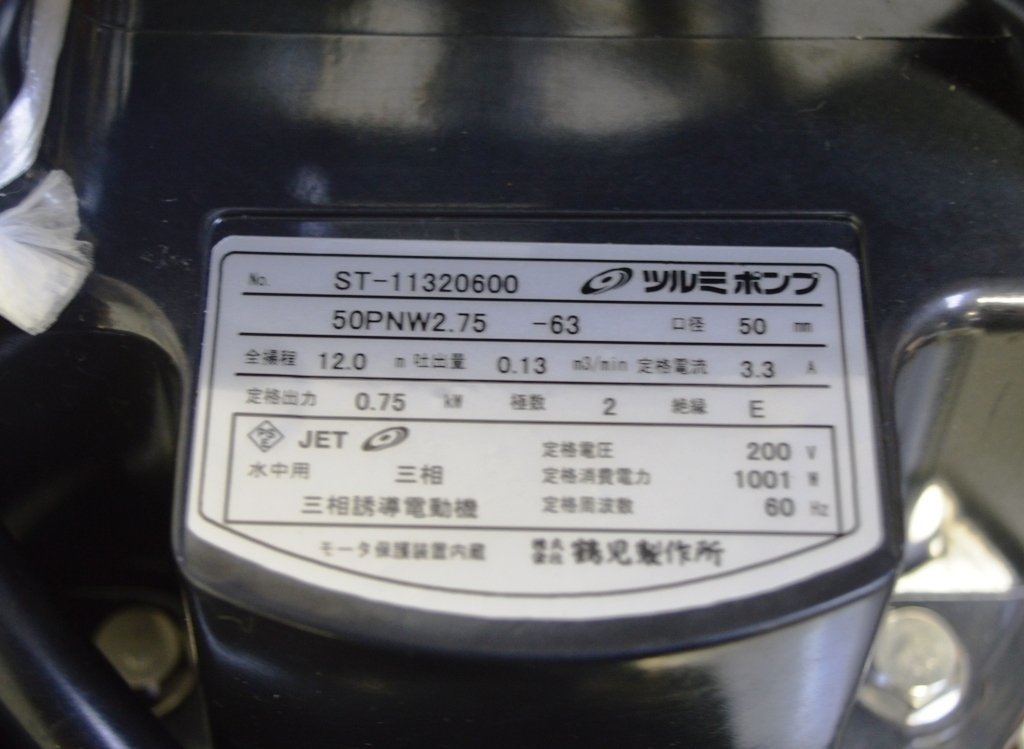 No. ST-11320600 ツルミポンプ
50PNW2.75 -63 口径 50 mm
全揚程 12.0 m 吐出量 0.13 m3/min 定格電流 3.3 A
定格出力 0.75 kW 極数 2 絶縁 E
PSE JET 定格電圧 200 V
水中用 三相 定格消費電力 1001 W
三相誘導電動機 定格周波数 60 Hz
モータ保護装置内蔵 株式会社 鶴見製作所